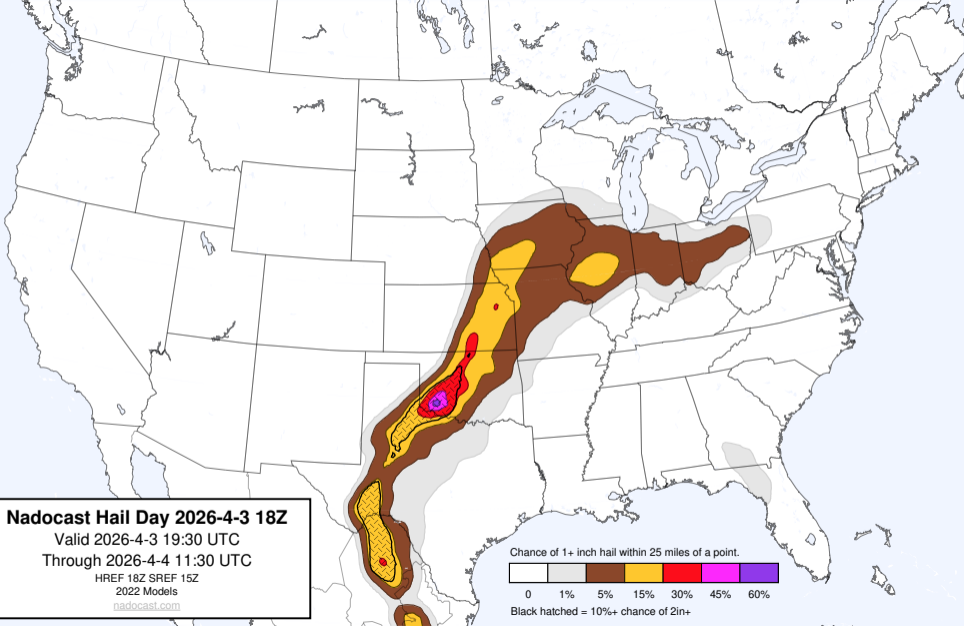 Nadocast Hail Day 2026-4-3 18Z
Valid 2026-4-3 19:30 UTC
Through 2026-4-4 11:30 UTC
HREF 18Z SREF 15Z
2022 Models
nadocast.com
Chance of 1+ inch hail within 25 miles of a point.
0 1% 5% 15% 30% 45% 60%
Black hatched = 10%+ chance of 2in+